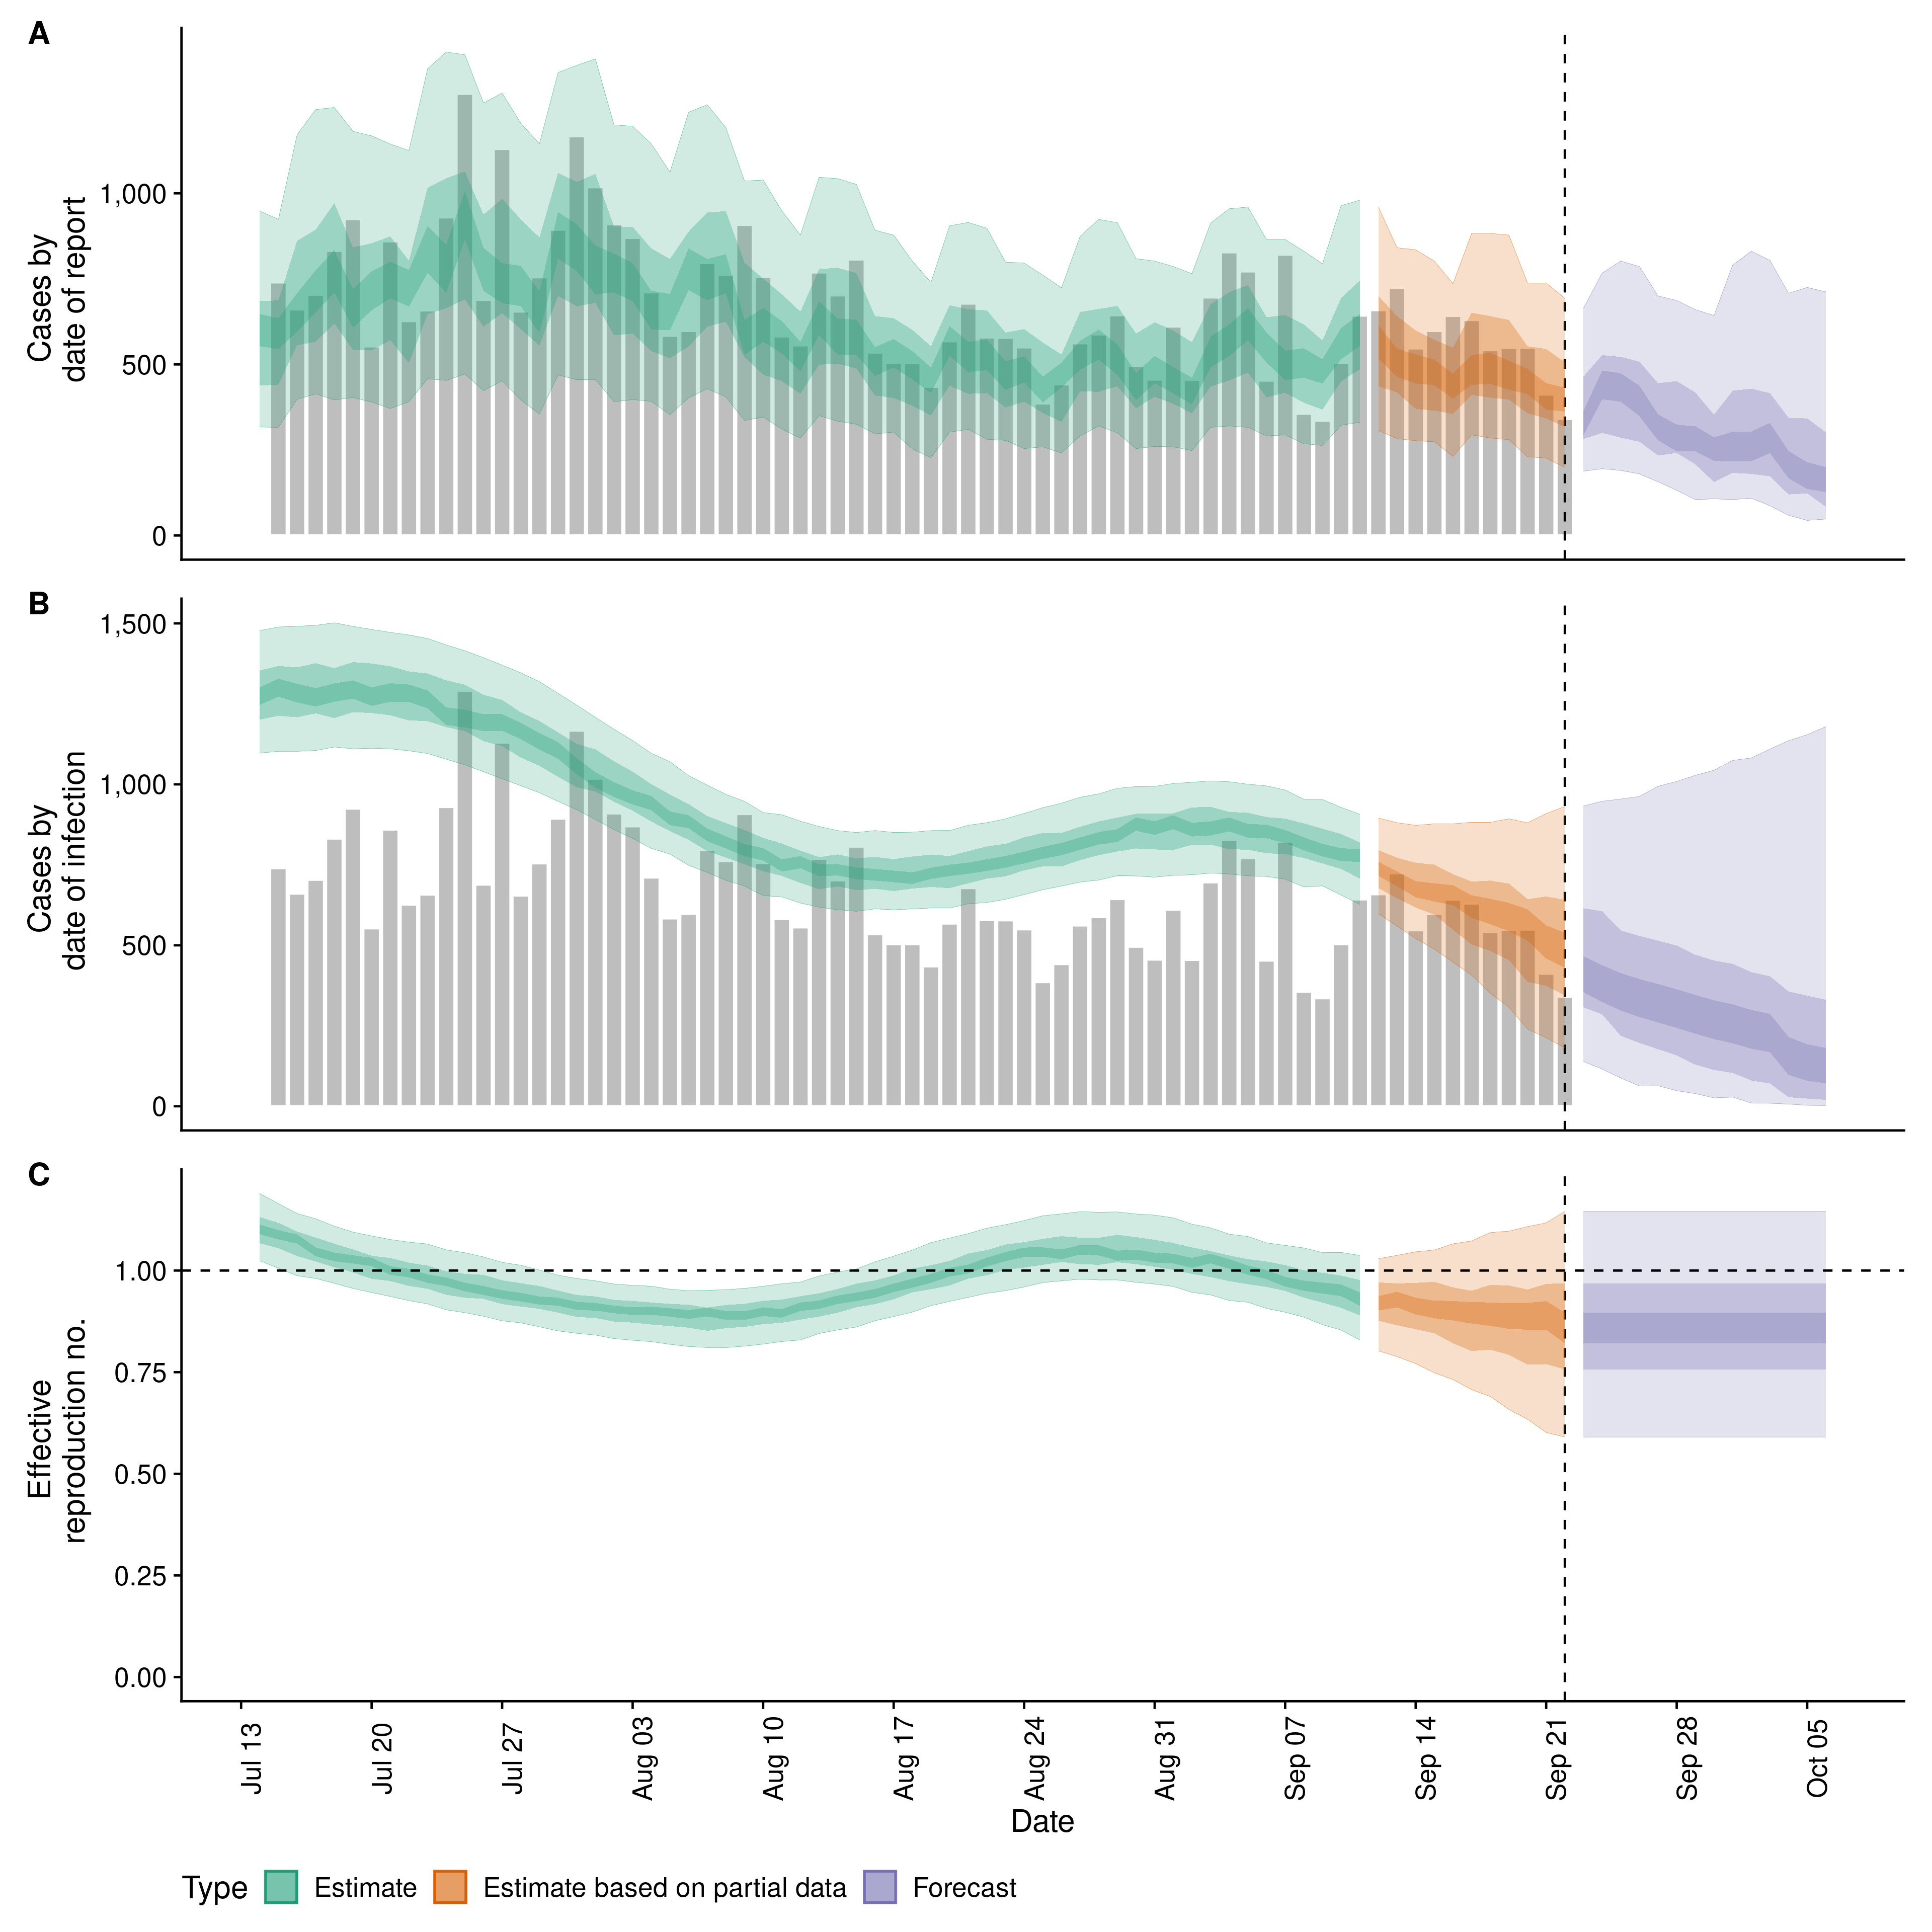 A
Cases by
date of report
1,000
500
0
B
Cases by
date of infection
1,500
1,000
500
0
C
Effective
reproduction no.
1.00
0.75
0.50
0.25
0.00
Jul 13
Jul 20
Jul 27
Aug 03
Aug 10
Aug 17
Aug 24
Aug 31
Sep 07
Sep 14
Sep 21
Sep 28
Oct 05
Date
Type Estimate Estimate based on partial data Forecast